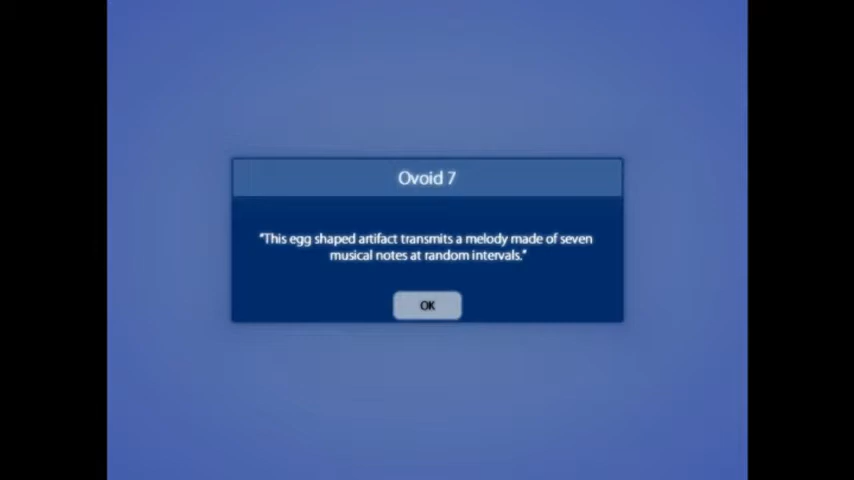 Ovoid 7
"This egg shaped artifact transmits a melody made of seven
musical notes at random intervals."
OK